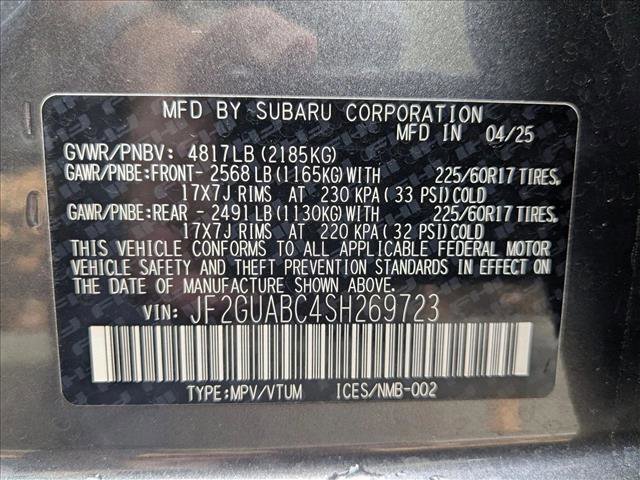 MFD BY SUBARU CORPORATION
MFD IN 04/25
GVWR/PNBV: 4817LB (2185KG)
GAWR/PNBE:FRONT- 2568 LB (1165KG) WITH 225/60R17 TIRES,
17X7J RIMS AT 230 KPA (33 PSI) COLD
GAWR/PNBE:REAR - 2491 LB (1130KG) WITH 225/60R17 TIRES,
17X7J RIMS AT 220 KPA (32 PSI) COLD
THIS VEHICLE CONFORMS TO ALL APPLICABLE FEDERAL MOTOR
VEHICLE SAFETY AND THEFT PREVENTION STANDARDS IN EFFECT ON
THE DATE OF MANUFACTURE SHOWN ABOVE.
VIN: JF2GUABC4SH269723
TYPE:MPV/VTUM ICES/NMB-002